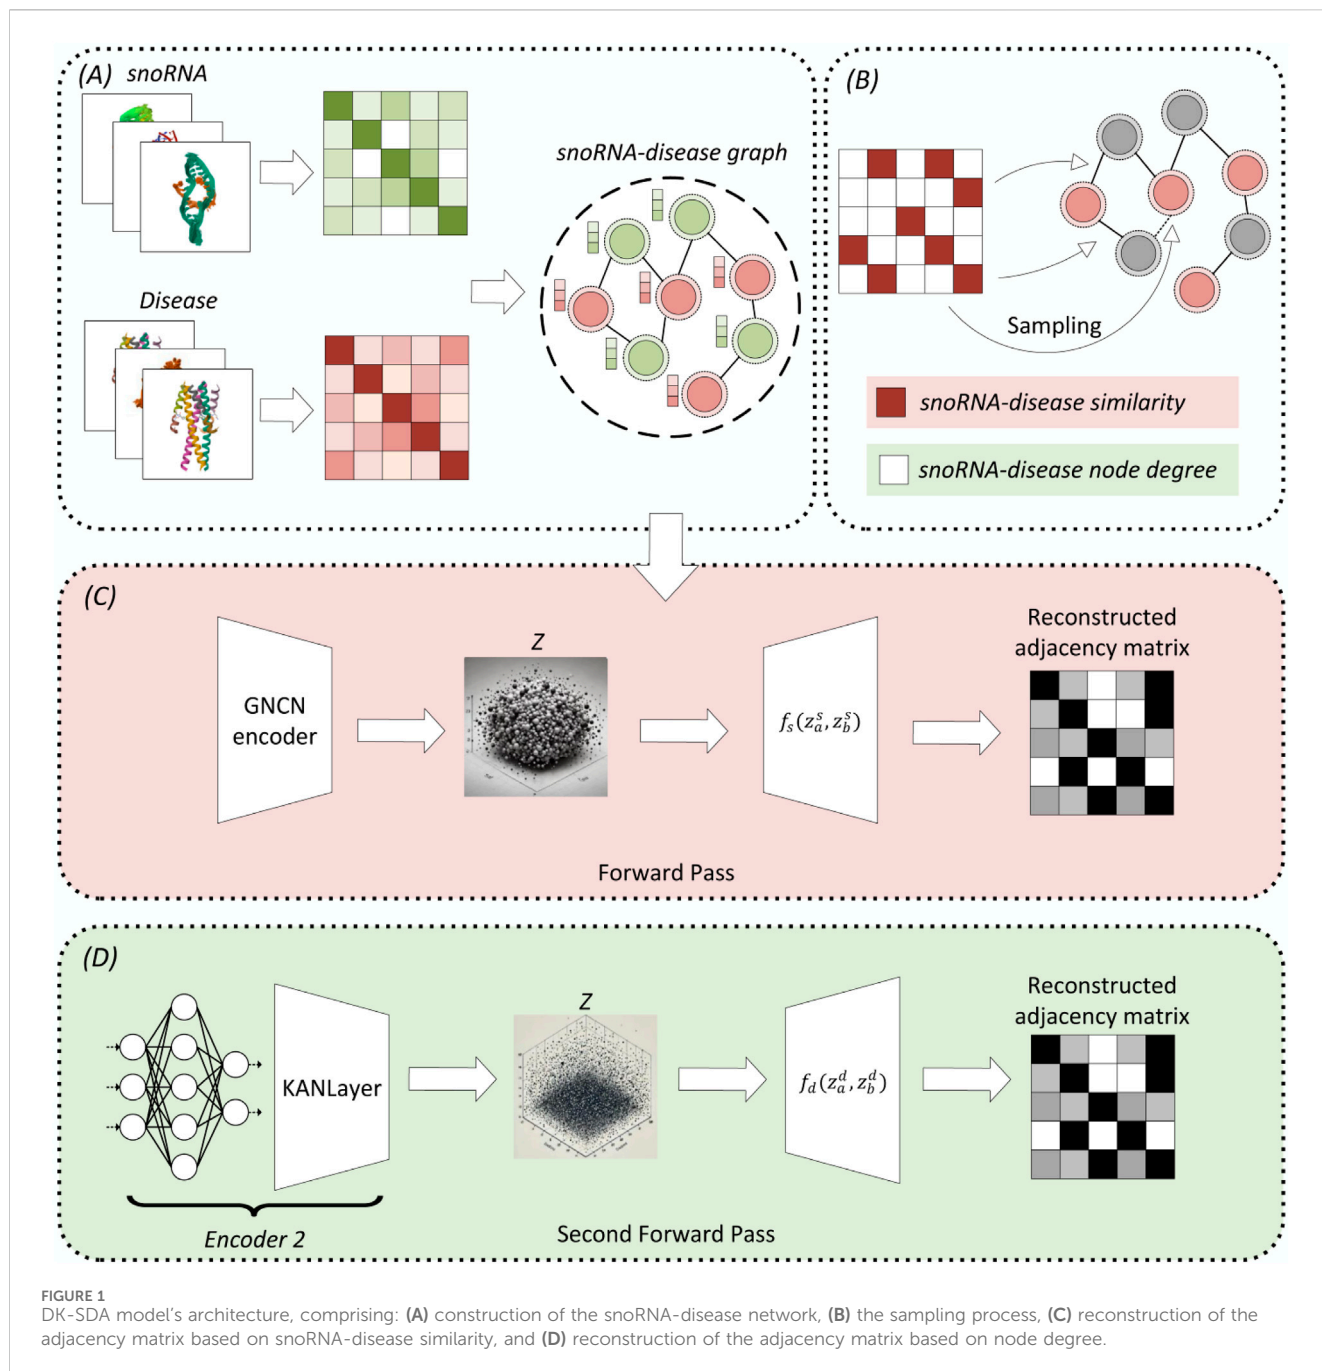 (A)
snoRNA
snoRNA-disease graph
Disease
(B)
Sampling
snoRNA-disease similarity
snoRNA-disease node degree
(C)
GNCN
encoder
Z
f_s(z_a^s, z_b^s)
Reconstructed
adjacency matrix
Forward Pass
(D)
KANLayer
Encoder 2
Z
f_d(z_a^d, z_b^d)
Reconstructed
adjacency matrix
Second Forward Pass
FIGURE 1
DK-SDA model's architecture, comprising: (A) construction of the snoRNA-disease network, (B) the sampling process, (C) reconstruction of the
adjacency matrix based on snoRNA-disease similarity, and (D) reconstruction of the adjacency matrix based on node degree.